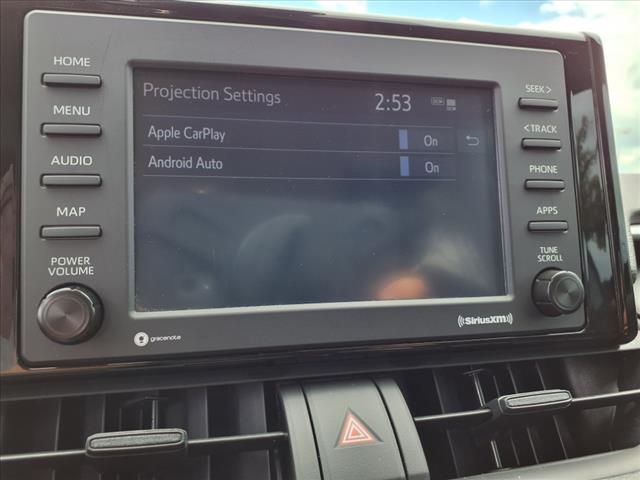 HOME
MENU
AUDIO
MAP
POWER
VOLUME
Projection Settings
2:53
DCM
Apple CarPlay
On
Android Auto
On
SEEK >
< TRACK
PHONE
APPS
TUNE
SCROLL
gracenote
SiriusXM